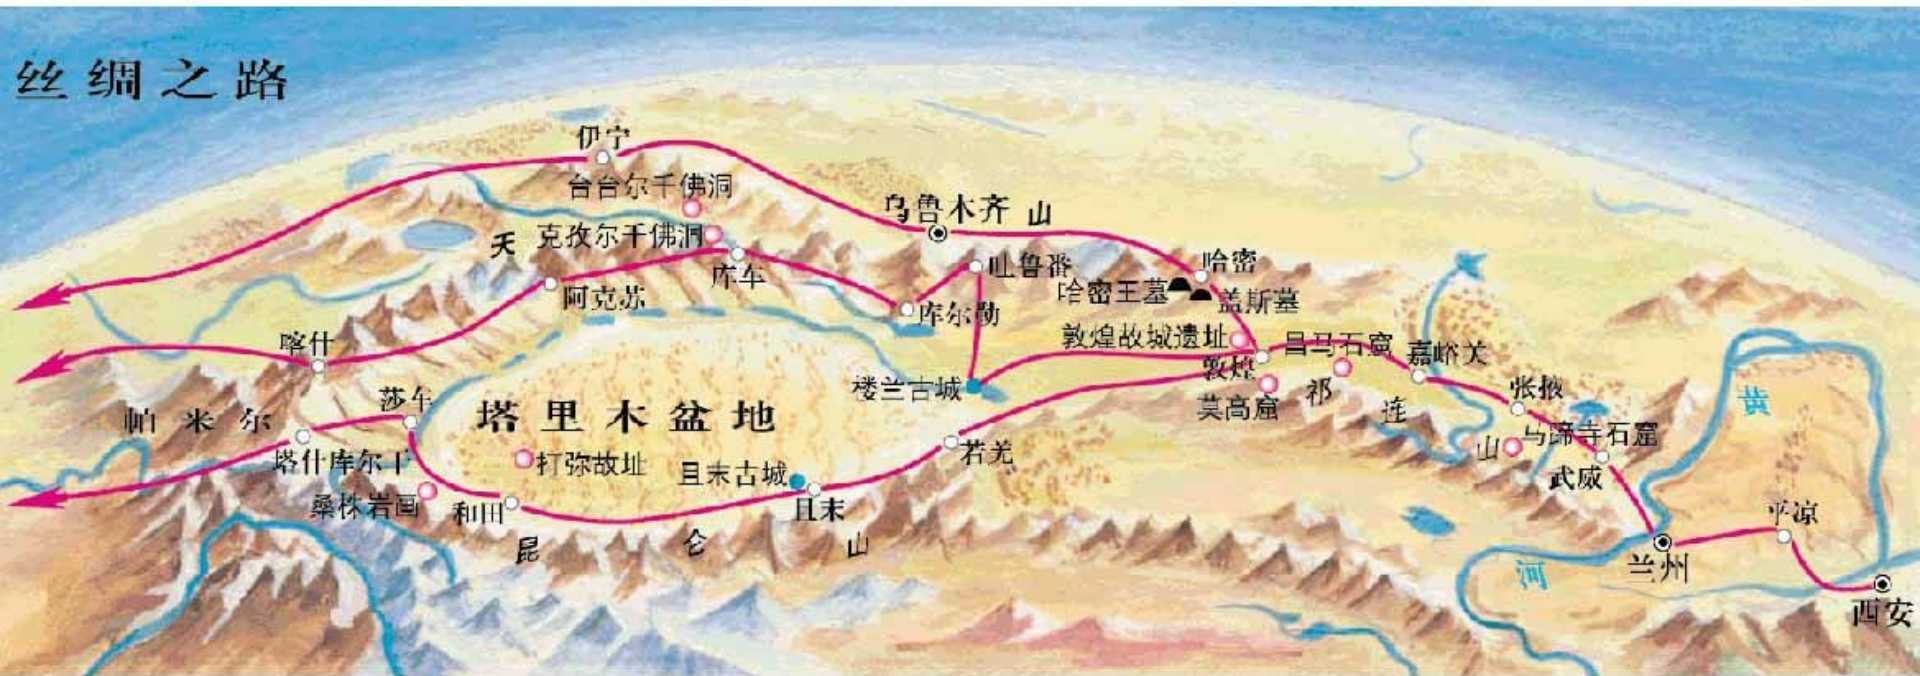 丝绸之路
伊宁
台台尔千佛洞
克孜尔千佛洞
天
库车
阿克苏
乌鲁木齐
山
吐鲁番
库尔勒
哈密
哈密王墓
盖斯墓
敦煌故城遗址
昌马石窟
嘉峪关
敦煌
莫高窟
祁
连
山
张掖
马蹄寺石窟
武威
黄
河
平凉
兰州
西安
喀什
楼兰古城
莎车
帕米尔
塔里木盆地
塔什库尔干
打弥故址
且末古城
若羌
桑株岩画
和田
且末
昆
仑
山